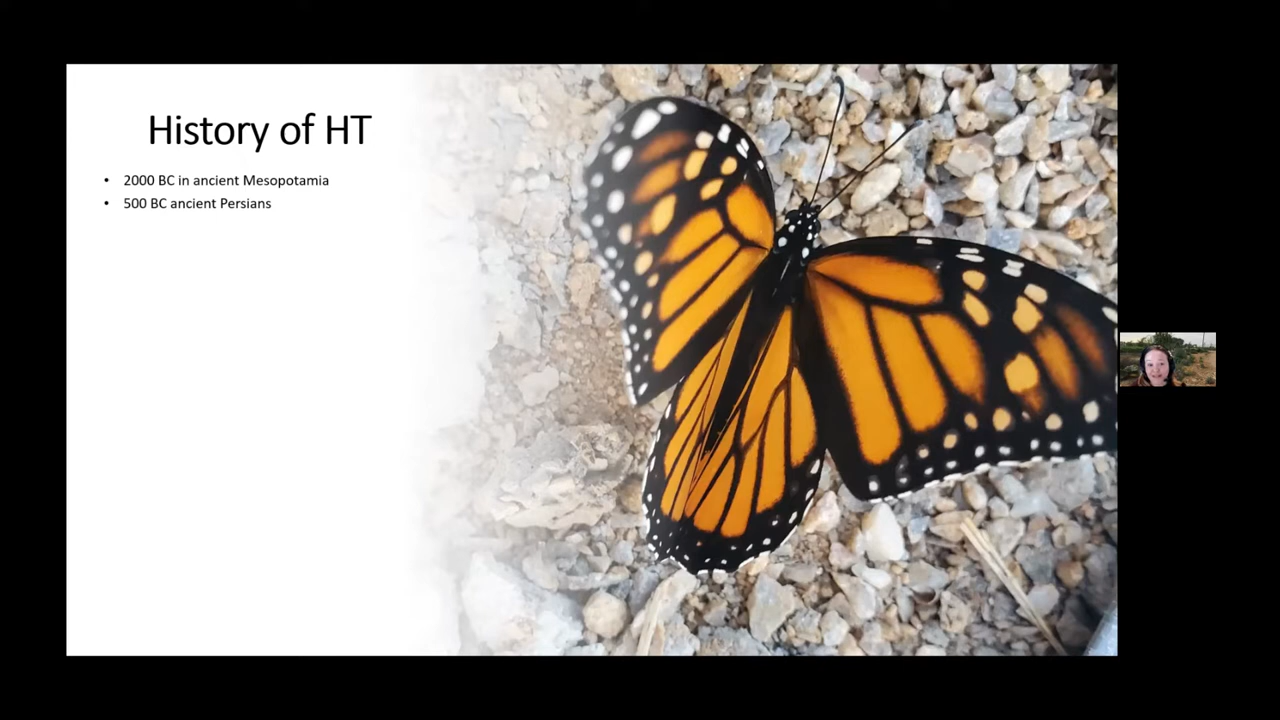 History of HT
• 2000 BC in ancient Mesopotamia
• 500 BC ancient Persians